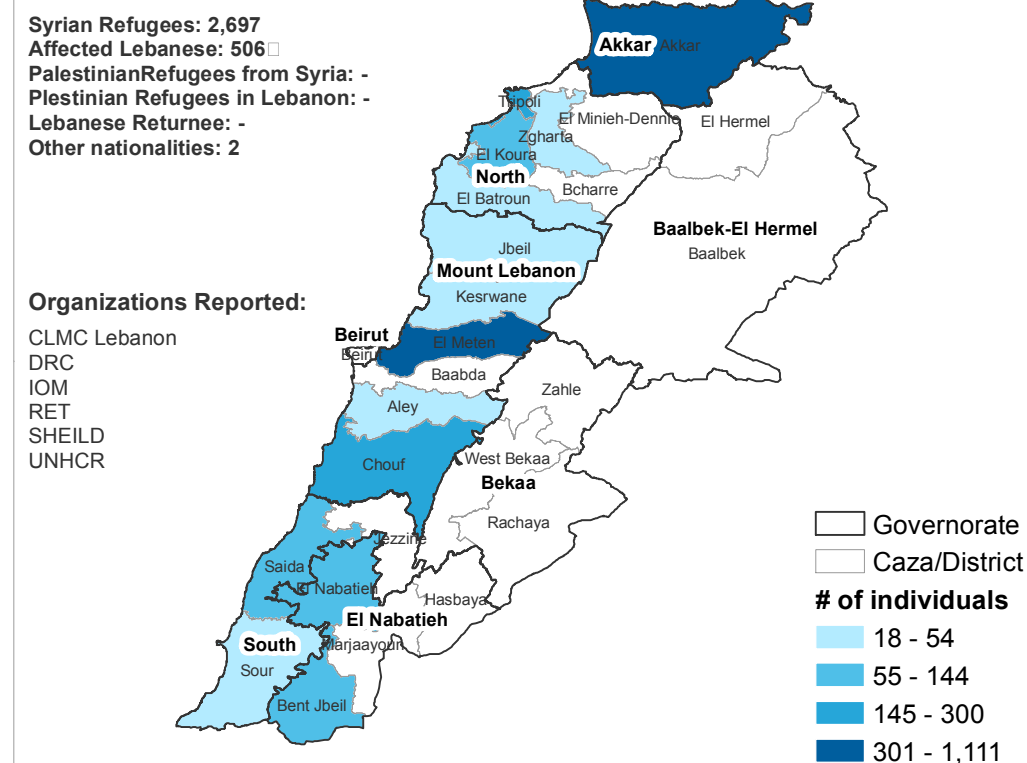 Syrian Refugees: 2,697
Affected Lebanese: 506
PalestinianRefugees from Syria: -
Plestinian Refugees in Lebanon: -
Lebanese Returnee: -
Other nationalities: 2
Organizations Reported:
CLMC Lebanon
DRC
IOM
RET
SHEILD
UNHCR
Akkar Akkar
Tripoli
El Minieh-Dennie
El Hermel
Zgharta
El Koura
North
Bcharre
El Batroun
Baalbek-El Hermel
Baalbek
Jbeil
Mount Lebanon
Kesrwane
Beirut
Beirut
El Meten
Baabda
Zahle
Aley
West Bekaa
Chouf
Bekaa
Rachaya
Jezzine
Saida
El Nabatieh
Hasbaya
El Nabatieh
South
Marjaayoun
Sour
Bent Jbeil
Governorate
Caza/District
# of individuals
18 - 54
55 - 144
145 - 300
301 - 1,111